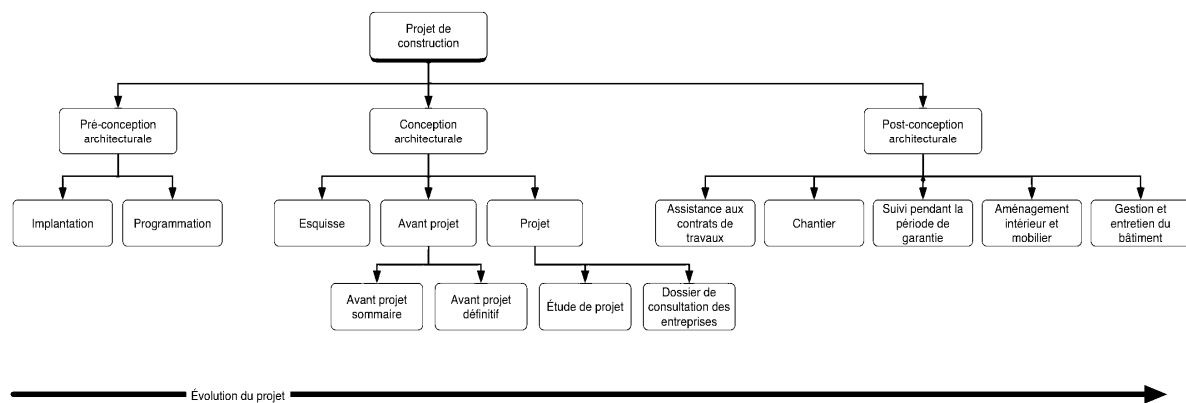 Projet de
construction
Pré-conception
architecturale
Conception
architecturale
Post-conception
architecturale
Implantation
Programmation
Esquisse
Avant projet
Projet
Assistance aux
contrats de
travaux
Chantier
Suivi pendant la
période de
garantie
Aménagement
intérieur et
mobilier
Gestion et
entretien du
bâtiment
Avant projet
sommaire
Avant projet
définitif
Étude de projet
Dossier de
consultation des
entreprises
Évolution du projet